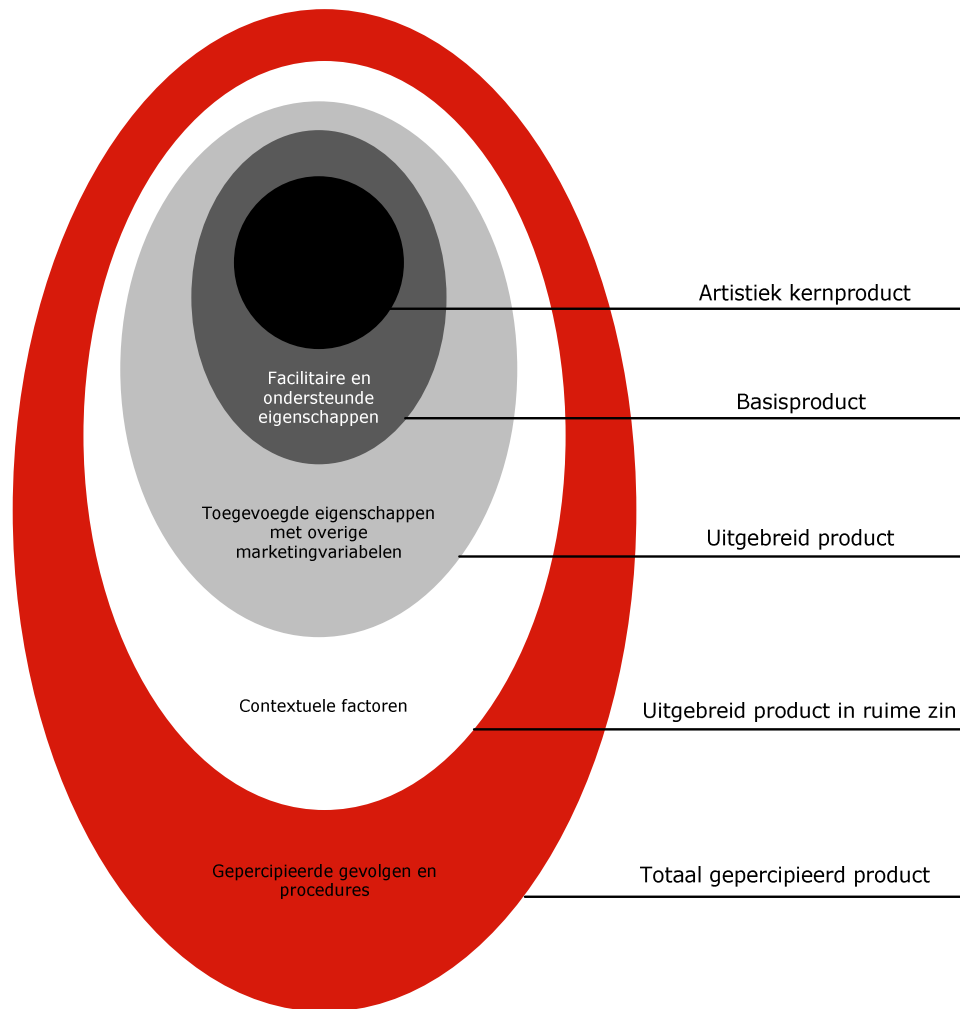 Artistiek kernproduct
Facilitaire en
ondersteunde
eigenschappen
Basisproduct
Toegevoegde eigenschappen
met overige
marketingvariabelen
Uitgebreid product
Contextuele factoren
Uitgebreid product in ruime zin
Gepercipieerde gevolgen en
procedures
Totaal gepercipieerd product